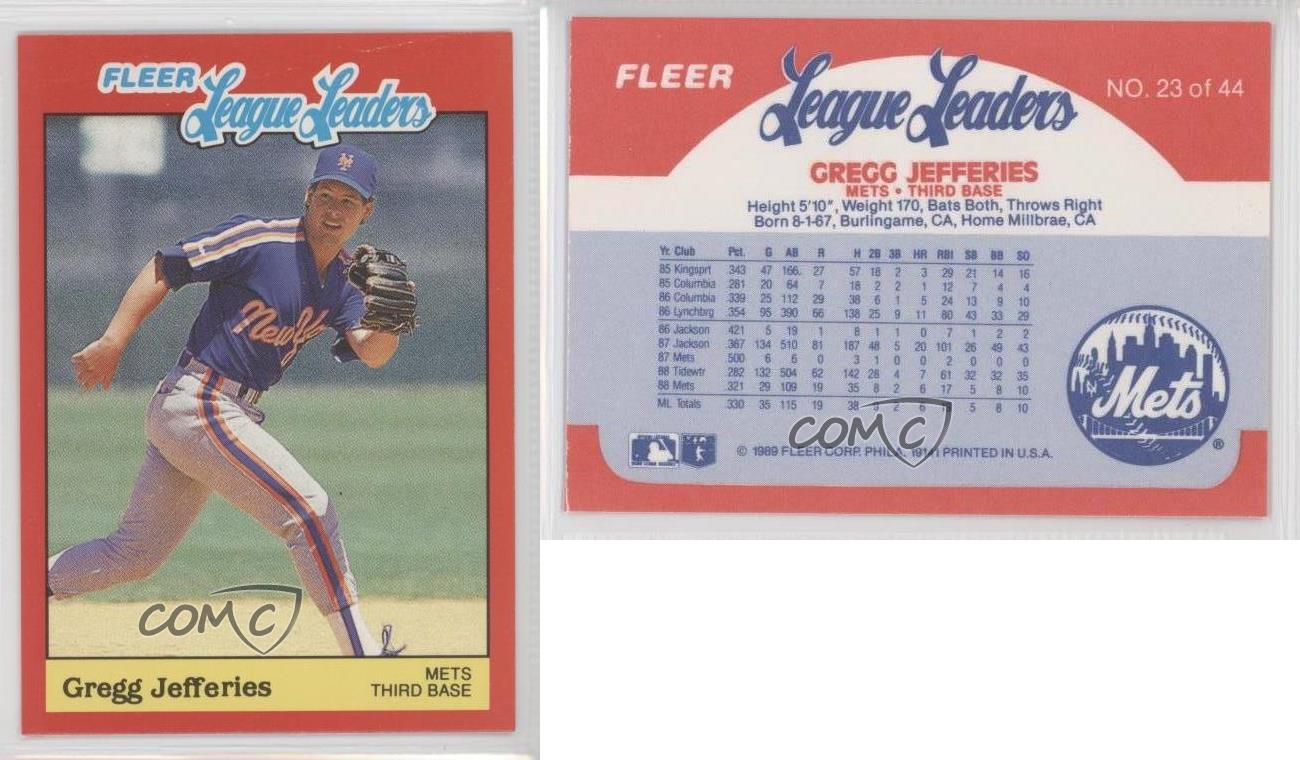 FLEER
League Leaders
New Yo
COMC
Gregg Jefferies
METS
THIRD BASE
FLEER
League Leaders
NO. 23 of 44
GREGG JEFFERIES
METS • THIRD BASE
Height 5'10", Weight 170, Bats Both, Throws Right
Born 8-1-67, Burlingame, CA, Home Millbrae, CA
Yr. Club Pct. G AB R H 2B 3B HR RBI SB BB SO
85 Kingsprt .343 47 166. 27 57 18 2 3 29 21 14 16
85 Columbia .281 20 64 7 18 2 2 1 12 7 4 4
86 Columbia .339 25 112 29 38 6 1 5 24 13 9 10
86 Lynchbrg .354 95 390 66 138 25 9 11 80 43 33 29
86 Jackson .421 5 19 1 8 1 1 0 7 1 2 2
87 Jackson .367 134 510 81 187 48 5 20 101 26 49 43
87 Mets .500 6 6 0 3 1 0 0 2 0 0 0
88 Tidewtr .282 132 504 62 142 28 4 7 61 32 32 35
88 Mets .321 29 109 19 35 8 2 6 17 5 8 10
ML Totals .330 35 115 19 38 9 2 6 5 8 10
COMC
© 1989 FLEER CORP. PHILA. 19141 PRINTED IN U.S.A.
Mets
NY
®